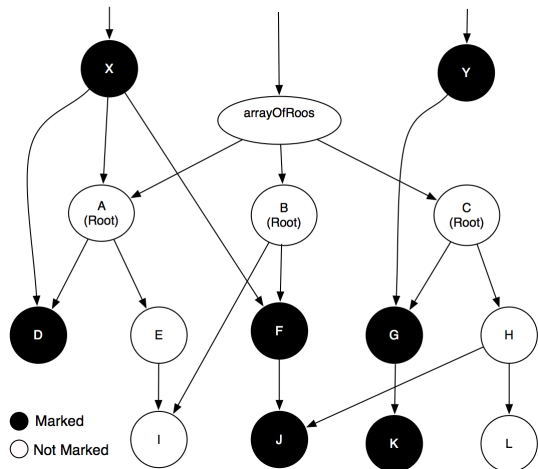 X
Y
arrayOfRoos
A
(Root)
B
(Root)
C
(Root)
D
E
F
G
H
Marked
Not Marked
I
J
K
L